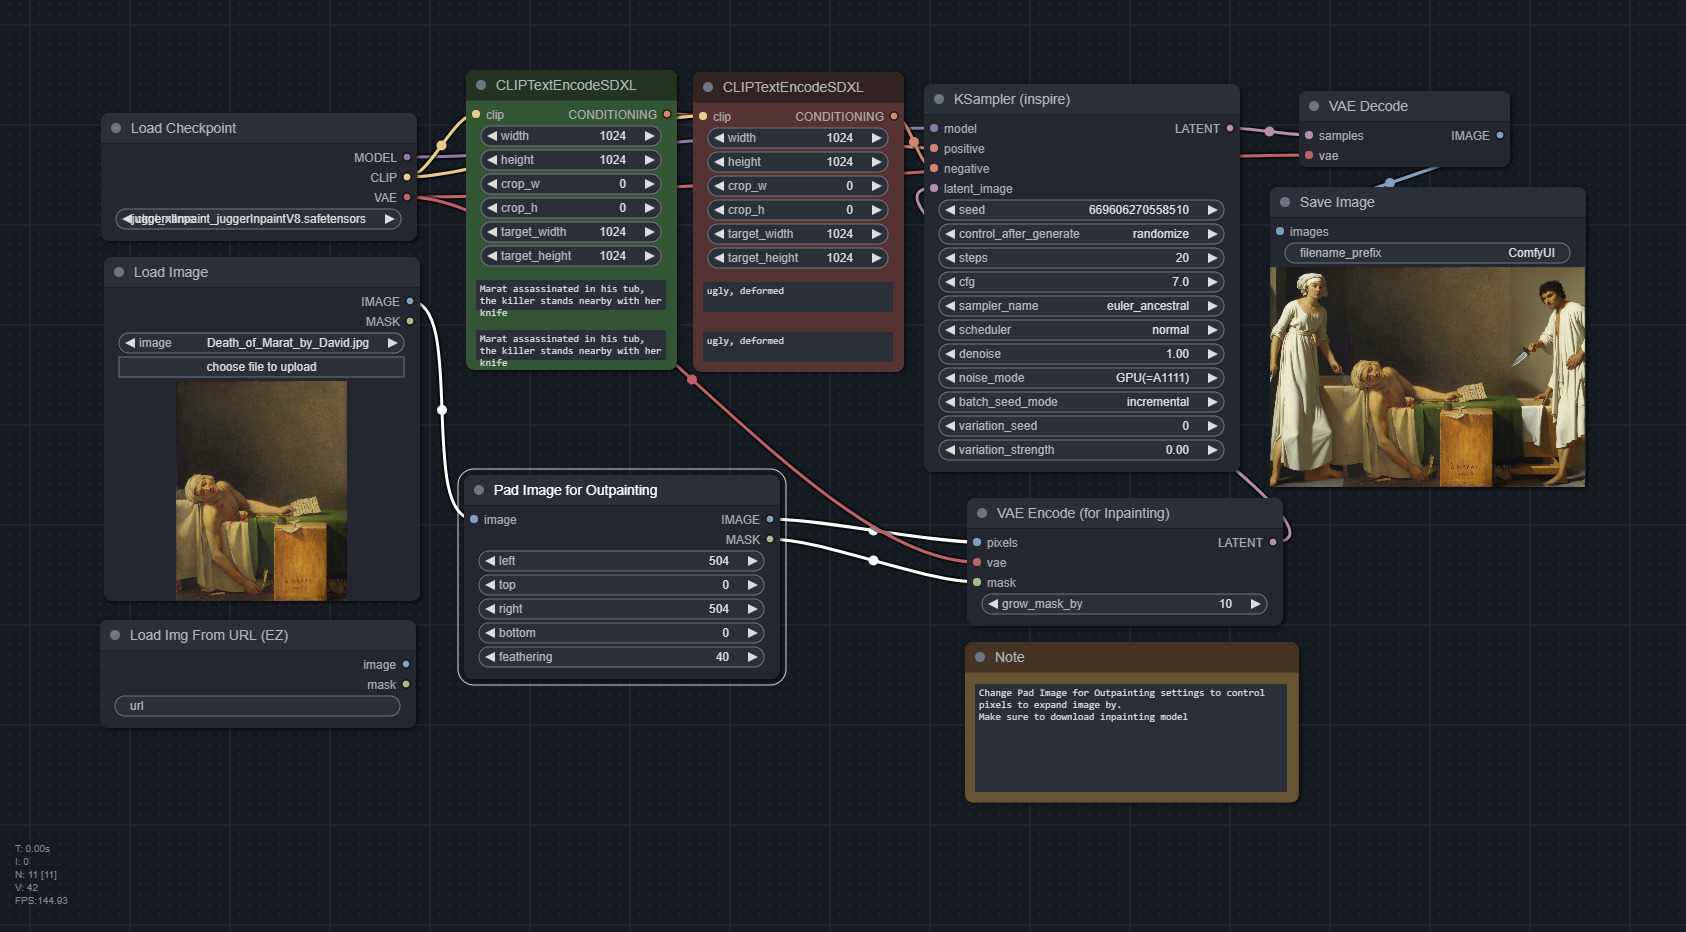 Load Checkpoint
MODEL
CLIP
VAE
juggerInpaint_juggerInpaintV8.safetensors
Load Image
IMAGE
MASK
image Death_of_Marat_by_David.jpg
choose file to upload
Load Img From URL (EZ)
image
mask
url
CLIPTextEncodeSDXL
clip CONDITIONING
width 1024
height 1024
crop_w 0
crop_h 0
target_width 1024
target_height 1024
Marat assassinated in his tub,
the killer stands nearby with her
knife
Marat assassinated in his tub,
the killer stands nearby with her
knife
CLIPTextEncodeSDXL
clip CONDITIONING
width 1024
height 1024
crop_w 0
crop_h 0
target_width 1024
target_height 1024
ugly, deformed
ugly, deformed
Pad Image for Outpainting
image IMAGE
MASK
left 504
top 0
right 504
bottom 0
feathering 40
KSampler (inspire)
model LATENT
positive
negative
latent_image
seed 669606270558510
control_after_generate randomize
steps 20
cfg 7.0
sampler_name euler_ancestral
scheduler normal
denoise 1.00
noise_mode GPU(=A1111)
batch_seed_mode incremental
variation_seed 0
variation_strength 0.00
VAE Encode (for Inpainting)
pixels LATENT
vae
mask
grow_mask_by 10
Note
Change Pad Image for Outpainting settings to control
pixels to expand image by.
Make sure to download inpainting model
VAE Decode
samples IMAGE
vae
Save Image
images
filename_prefix ComfyUI
T: 0.00s
I: 0
N: 11 [11]
V: 42
FPS:144.93